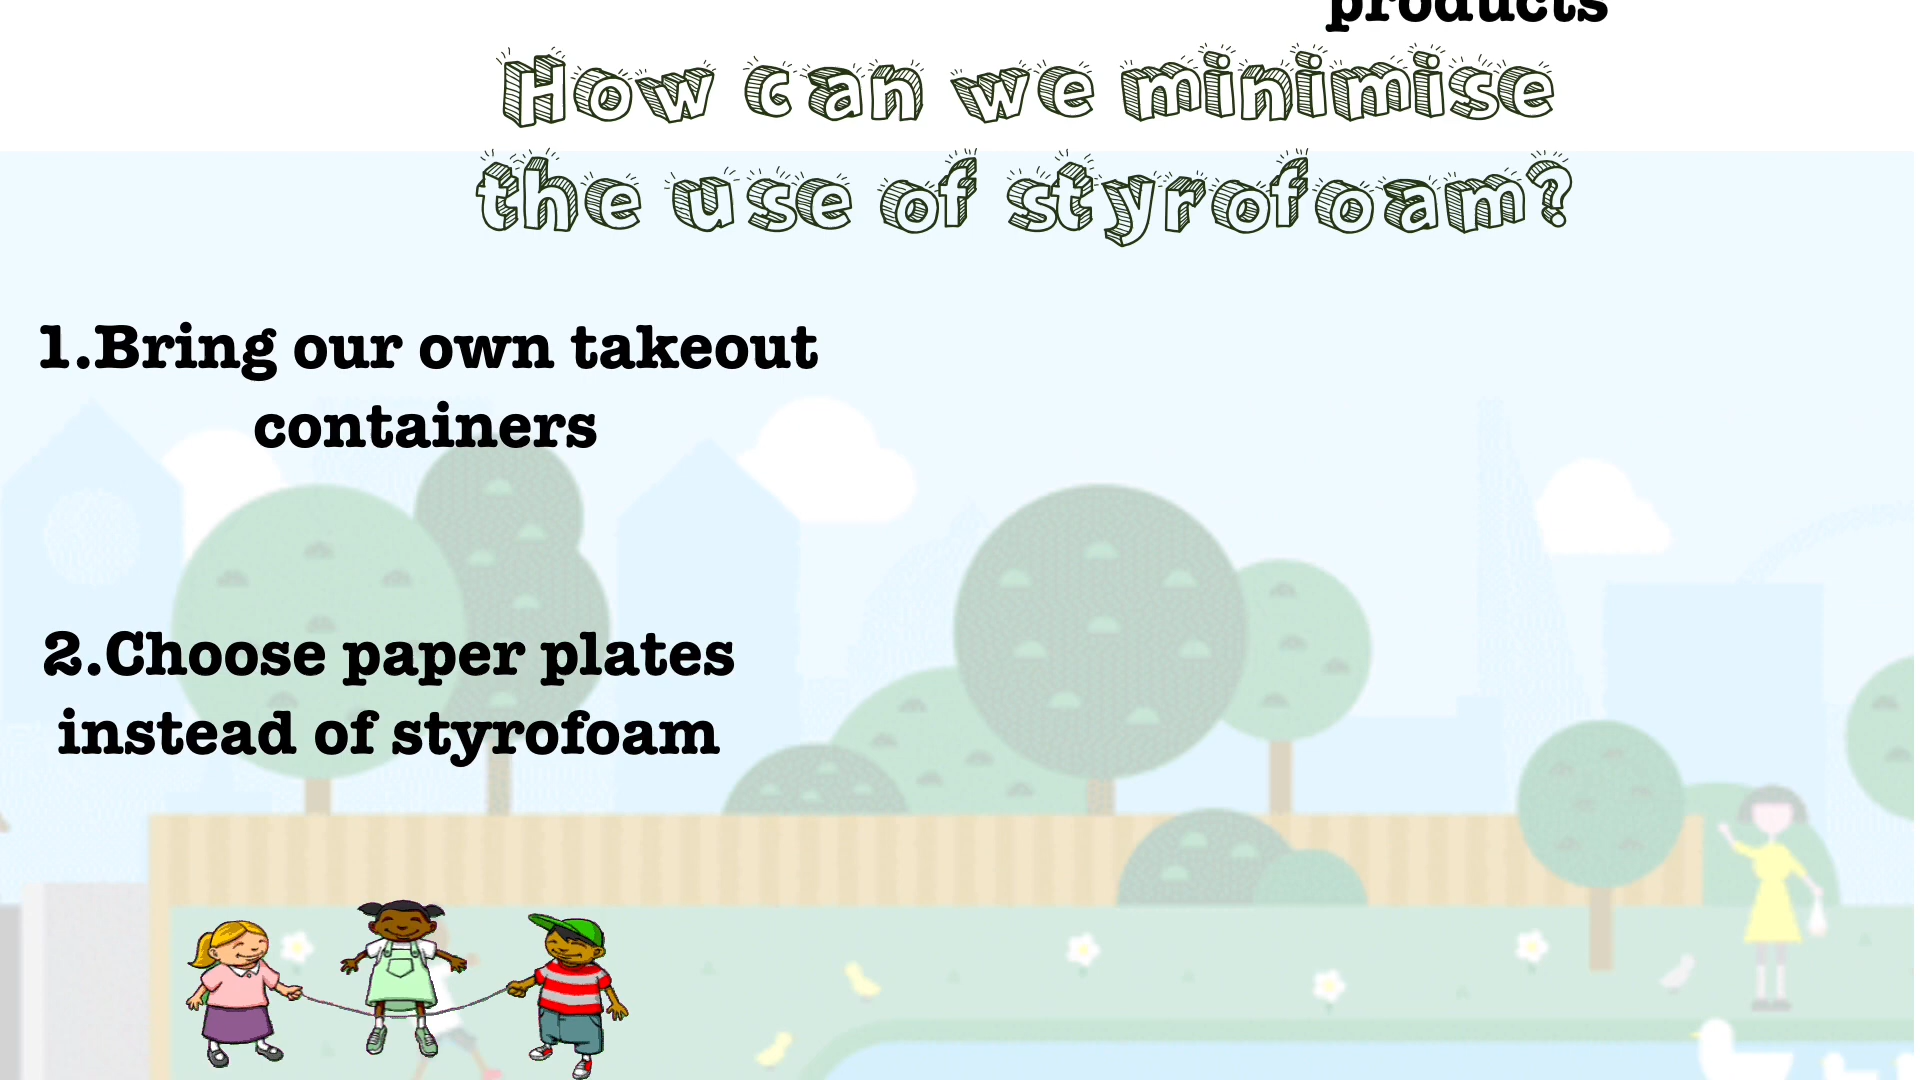 products
How can we minimise
the use of styrofoam?
1.Bring our own takeout
containers
2.Choose paper plates
instead of styrofoam